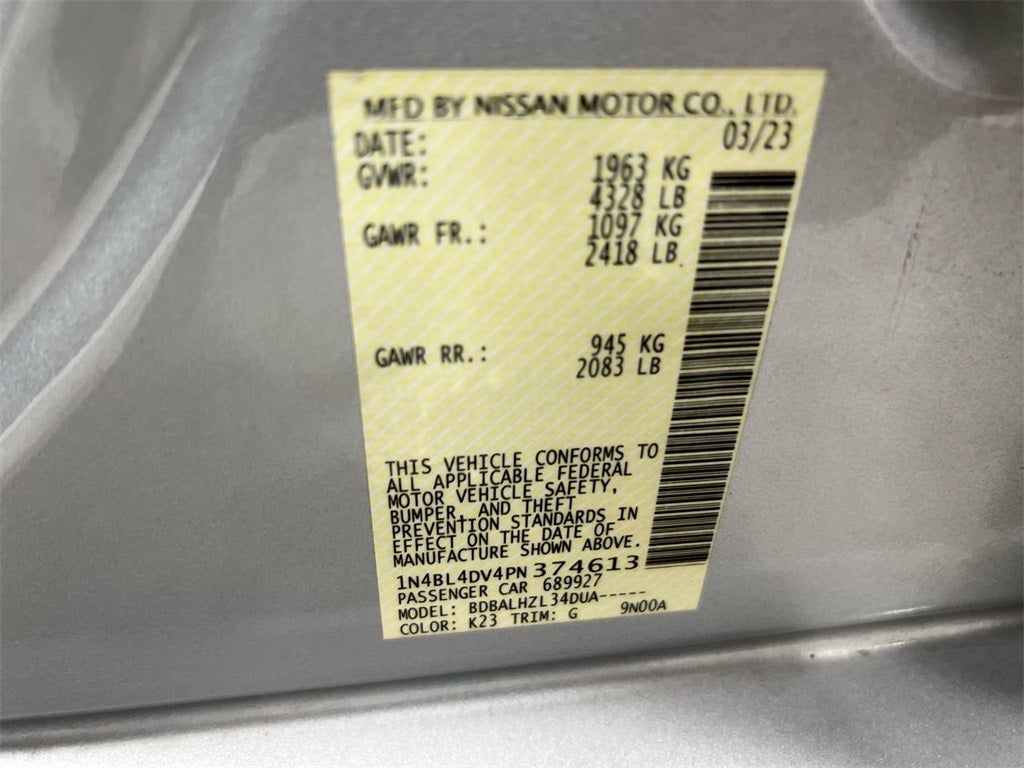 MFD BY NISSAN MOTOR CO., LTD.
DATE: 03/23
GVWR: 1963 KG
4328 LB
GAWR FR.: 1097 KG
2418 LB
GAWR RR.: 945 KG
2083 LB
THIS VEHICLE CONFORMS TO
ALL APPLICABLE FEDERAL
MOTOR VEHICLE SAFETY,
BUMPER, AND THEFT
PREVENTION STANDARDS IN
EFFECT ON THE DATE OF
MANUFACTURE SHOWN ABOVE.
1N4BL4DV4PN374613
PASSENGER CAR 689927
MODEL: BDBALHZL34DUA-----
COLOR: K23 TRIM: G 9N00A